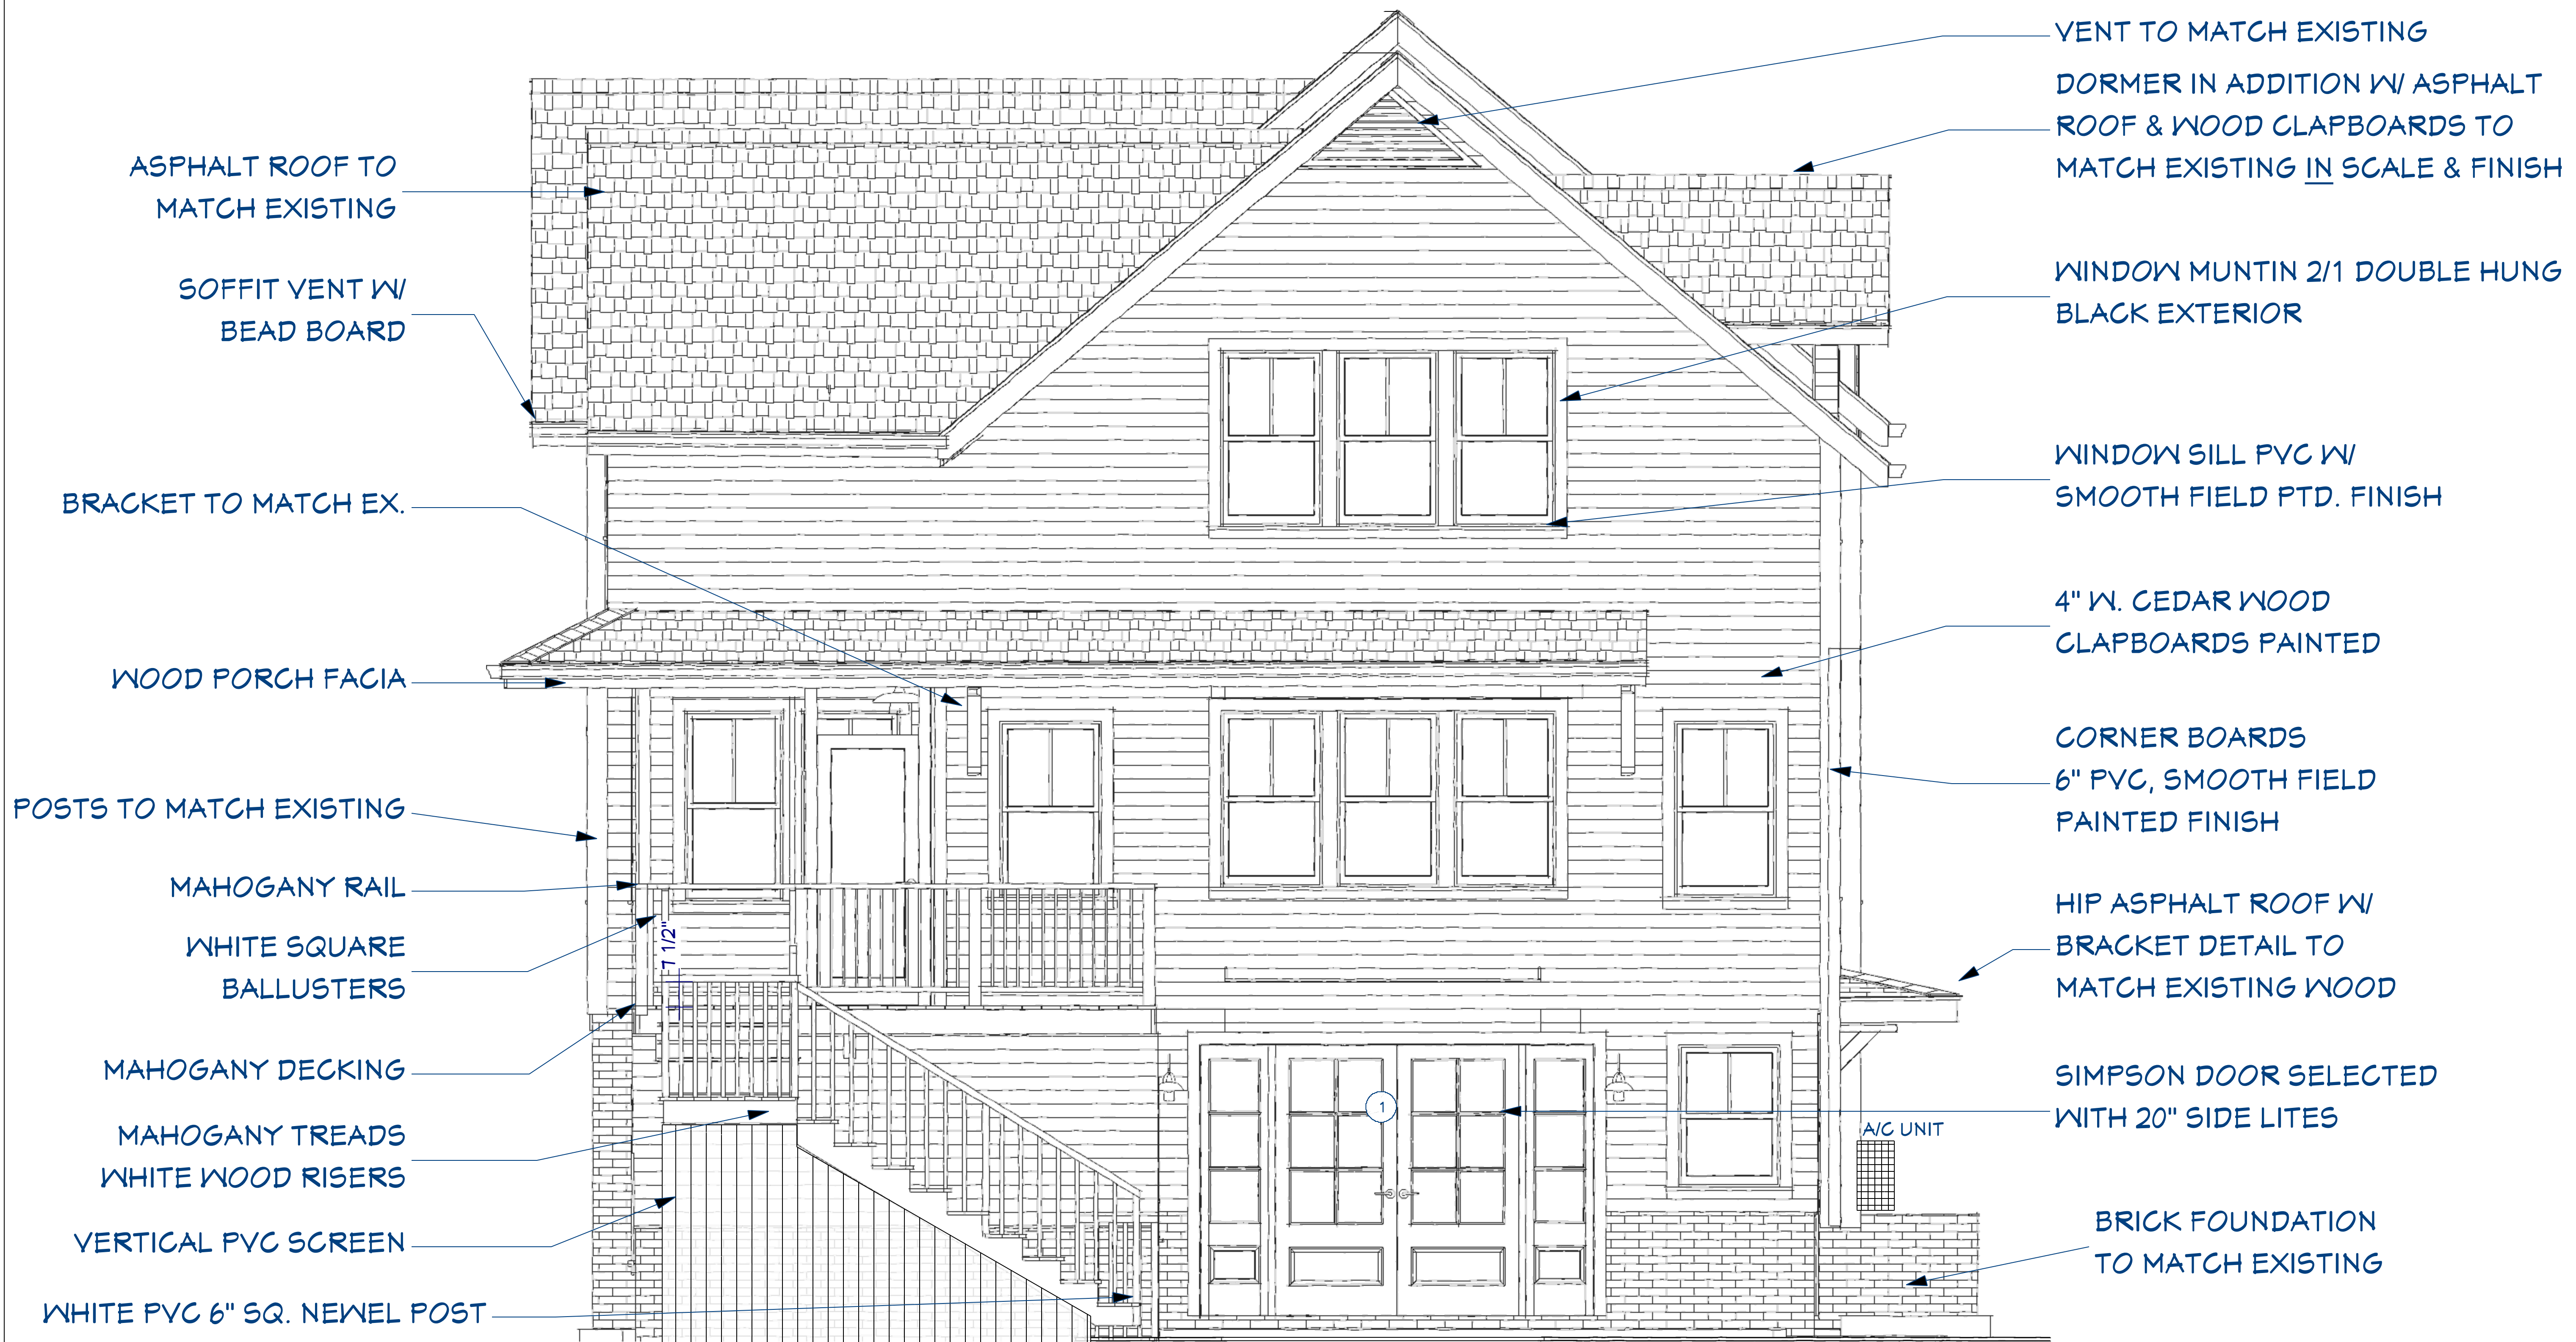 VENT TO MATCH EXISTING
DORMER IN ADDITION W/ ASPHALT
ROOF & WOOD CLAPBOARDS TO
MATCH EXISTING IN SCALE & FINISH
ASPHALT ROOF TO
MATCH EXISTING
SOFFIT VENT W/
BEAD BOARD
WINDOW MUNTIN 2/1 DOUBLE HUNG
BLACK EXTERIOR
BRACKET TO MATCH EX.
WINDOW SILL PVC W/
SMOOTH FIELD PTD. FINISH
4" W. CEDAR WOOD
CLAPBOARDS PAINTED
WOOD PORCH FACIA
CORNER BOARDS
6" PVC, SMOOTH FIELD
PAINTED FINISH
POSTS TO MATCH EXISTING
MAHOGANY RAIL
WHITE SQUARE
BALLUSTERS
7 1/2"
HIP ASPHALT ROOF W/
BRACKET DETAIL TO
MATCH EXISTING WOOD
MAHOGANY DECKING
SIMPSON DOOR SELECTED
WITH 20" SIDE LITES
1
A/C UNIT
MAHOGANY TREADS
WHITE WOOD RISERS
VERTICAL PVC SCREEN
BRICK FOUNDATION
TO MATCH EXISTING
WHITE PVC 6" SQ. NEWEL POST